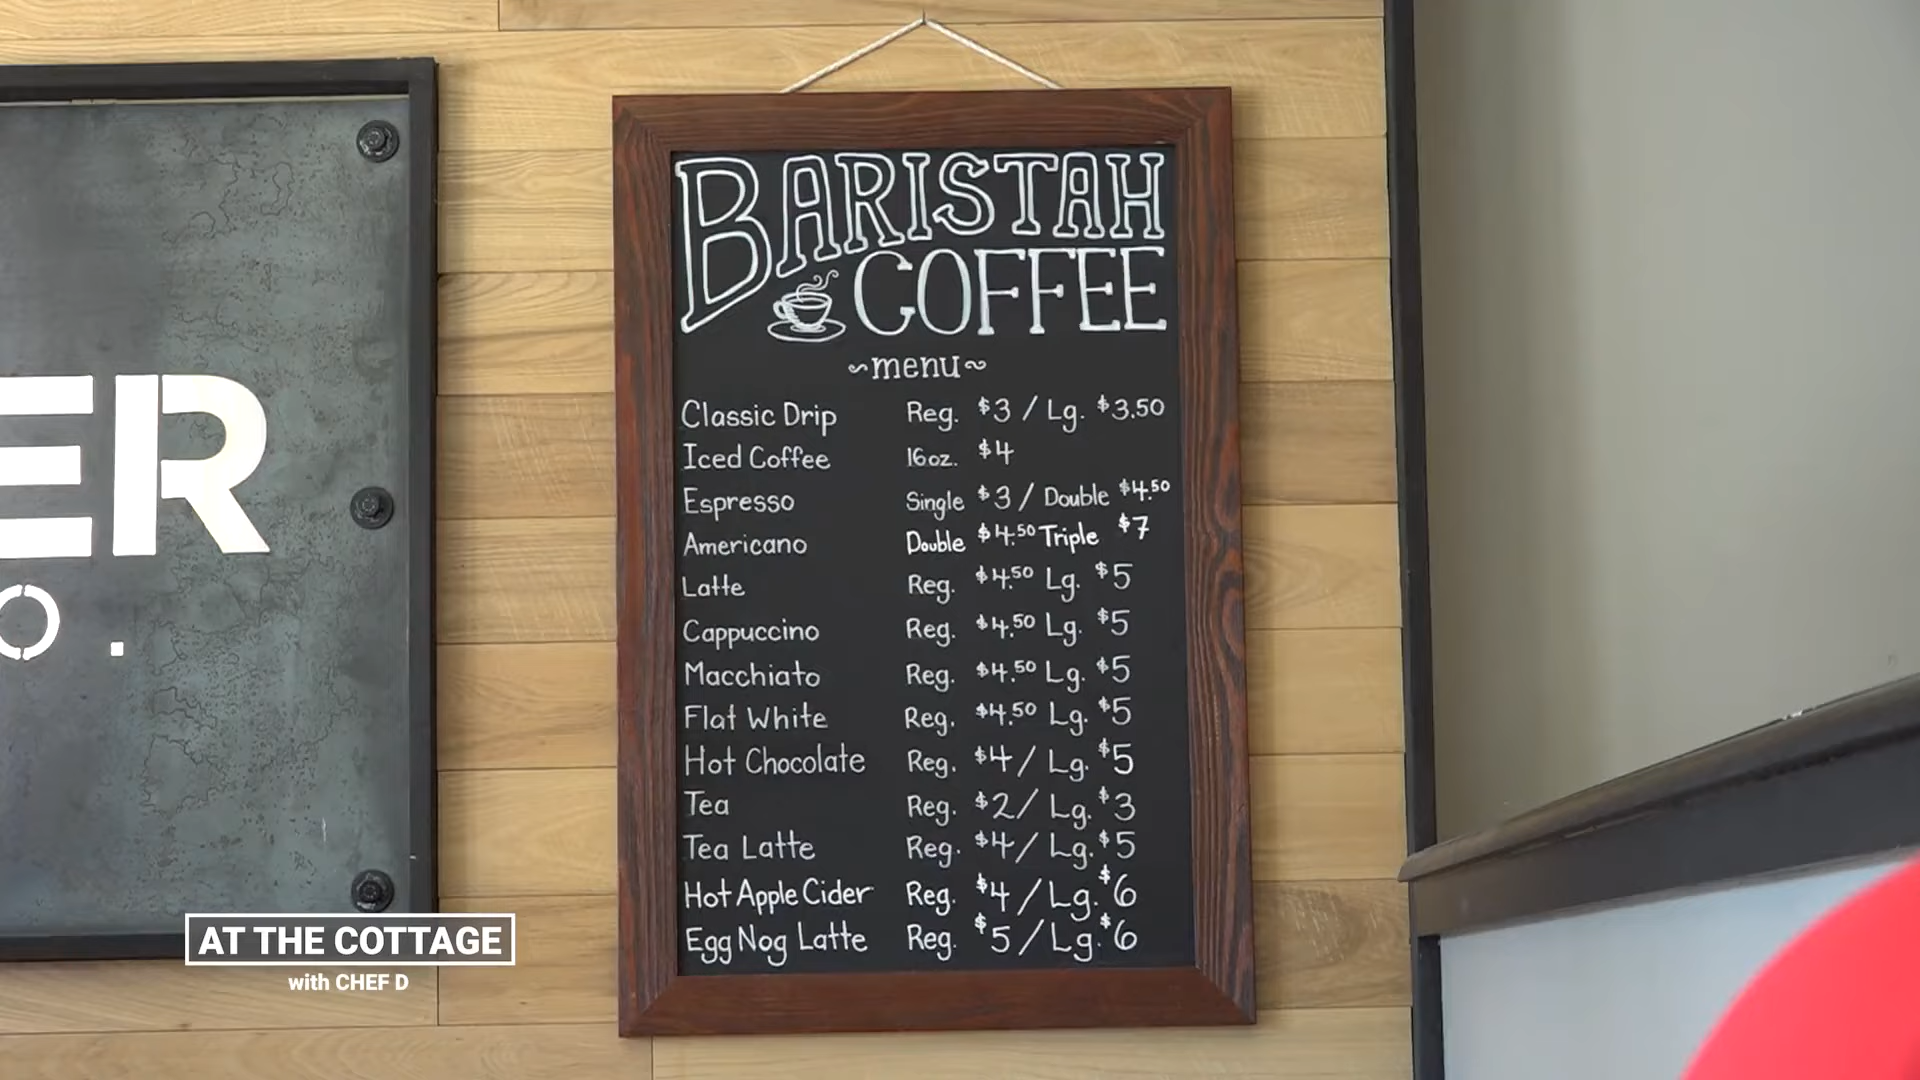 BARISTAH
COFFEE
~menu~
Classic Drip Reg. $3 / Lg. $3.50
Iced Coffee 16oz. $4
Espresso Single $3 / Double $4.50
Americano Double $4.50 Triple $7
Latte Reg. $4.50 Lg. $5
Cappuccino Reg. $4.50 Lg. $5
Macchiato Reg. $4.50 Lg. $5
Flat White Reg. $4.50 Lg. $5
Hot Chocolate Reg. $4 / Lg. $5
Tea Reg. $2 / Lg. $3
Tea Latte Reg. $4 / Lg. $5
Hot Apple Cider Reg. $4 / Lg. $6
Egg Nog Latte Reg. $5 / Lg. $6
ER
O.
AT THE COTTAGE
with CHEF D